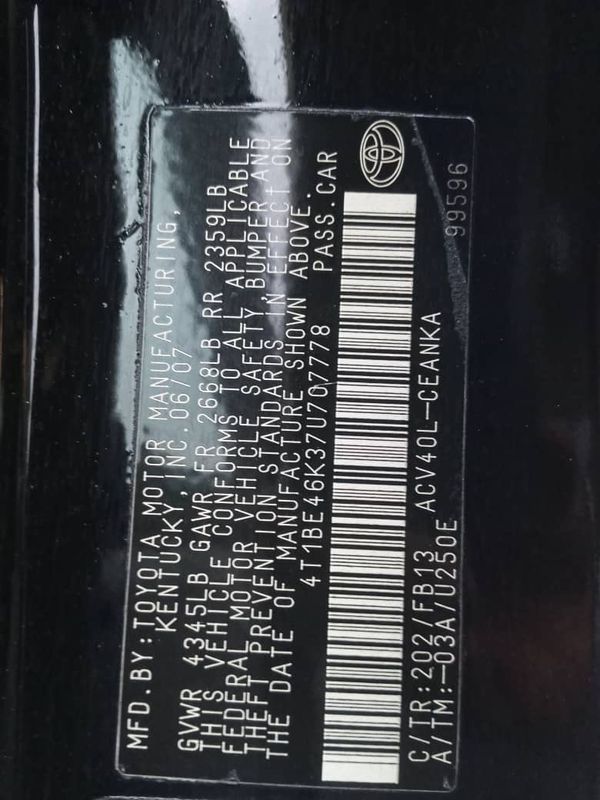 MFD.BY:TOYOTA MOTOR MANUFACTURING,
KENTUCKY,INC. 06/07
GVWR 4345LB GAWR FR 2668LB RR 2359LB
THIS VEHICLE CONFORMS TO ALL APPLICABLE
FEDERAL MOTOR VEHICLE SAFETY, BUMPER AND
THEFT PREVENTION STANDARDS IN EFFECT ON
THE DATE OF MANUFACTURE SHOWN ABOVE.
4T1BE46K37U707778 PASS.CAR
C/TR:202/FB13 ACV40L-CEANKA
A/TM:-03A/U250E 99596